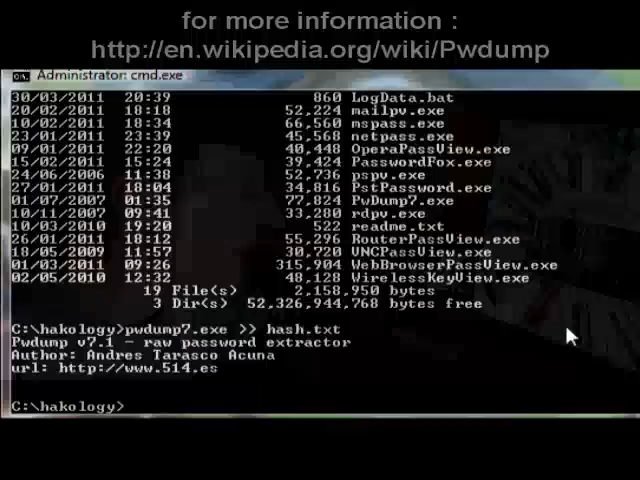 for more information :
http://en.wikipedia.org/wiki/Pwdump
Administrator: cmd.exe
30/03/2011 20:39 860 LogData.bat
20/02/2011 18:18 52,224 mailpv.exe
10/02/2011 18:34 66,560 mspass.exe
23/01/2011 23:39 45,568 netpass.exe
09/01/2011 22:20 40,448 OperaPassView.exe
15/02/2011 15:24 39,424 PasswordFox.exe
24/06/2006 11:38 52,736 pspv.exe
27/01/2011 18:04 34,816 PstPassword.exe
01/07/2007 01:35 77,824 PwDump7.exe
10/11/2007 09:41 33,280 rdpv.exe
10/03/2010 19:20 522 readme.txt
26/01/2011 18:12 55,296 RouterPassView.exe
18/05/2009 11:57 30,720 VNCPassView.exe
01/03/2011 09:26 315,904 WebBrowserPassView.exe
02/05/2010 12:32 48,128 WirelessKeyView.exe
19 File(s) 2,158,950 bytes
3 Dir(s) 52,326,944,768 bytes free
C:\hakology>pwdump7.exe >> hash.txt
Pwdump v7.1 - raw password extractor
Author: Andres Tarasco Acuna
url: http://www.514.es
C:\hakology>